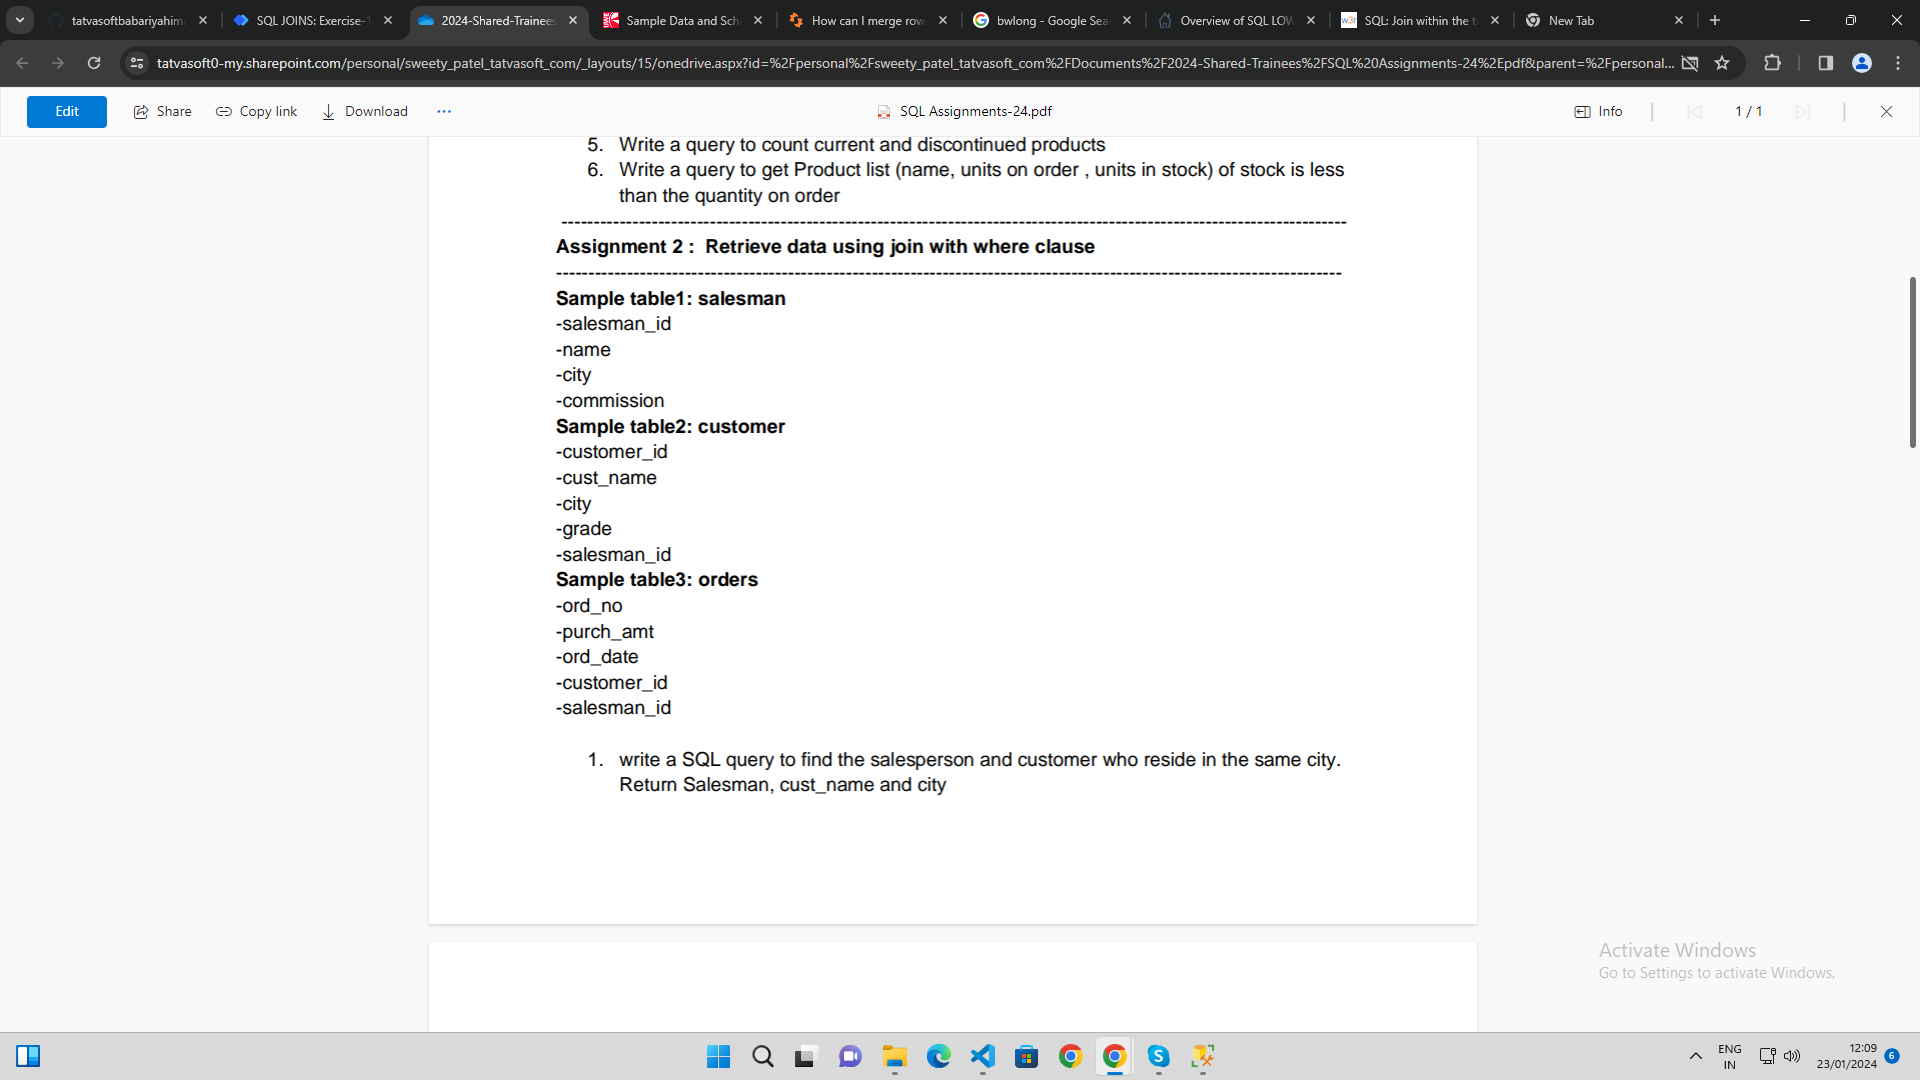 tatvasoftbabariyahim
SQL JOINS: Exercise-1
2024-Shared-Trainees
Sample Data and Sch
How can I merge row
bwlong - Google Sea
Overview of SQL LOW
w3r
SQL: Join within the t
New Tab
tatvasoft0-my.sharepoint.com/personal/sweety_patel_tatvasoft_com/_layouts/15/onedrive.aspx?id=%2Fpersonal%2Fsweety_patel_tatvasoft_com%2FDocuments%2F2024-Shared-Trainees%2FSQL%20Assignments-24%2Epdf&parent=%2Fpersonal...
Edit
Share
Copy link
Download
...
SQL Assignments-24.pdf
Info
1 / 1
5. Write a query to count current and discontinued products
6. Write a query to get Product list (name, units on order , units in stock) of stock is less
than the quantity on order
--------------------------------------------------------------------------------------------------------------------------
Assignment 2 : Retrieve data using join with where clause
--------------------------------------------------------------------------------------------------------------------------
Sample table1: salesman
-salesman_id
-name
-city
-commission
Sample table2: customer
-customer_id
-cust_name
-city
-grade
-salesman_id
Sample table3: orders
-ord_no
-purch_amt
-ord_date
-customer_id
-salesman_id
1. write a SQL query to find the salesperson and customer who reside in the same city.
Return Salesman, cust_name and city
Activate Windows
Go to Settings to activate Windows.
ENG
IN
12:09
23/01/2024
6